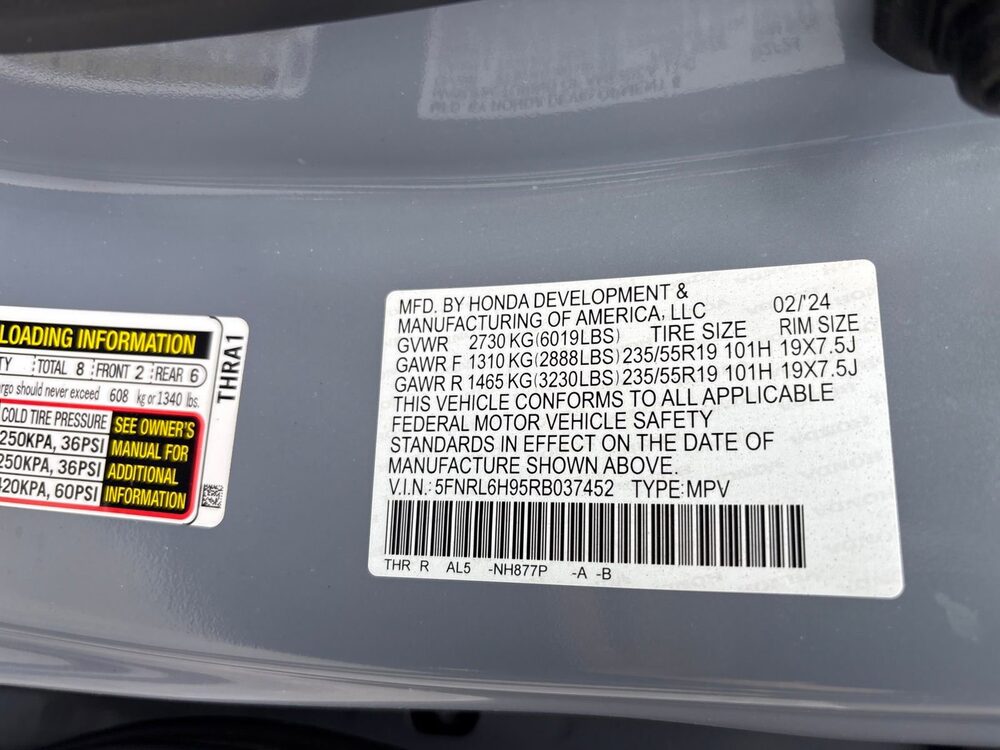 LOADING INFORMATION
TOTAL 8 FRONT 2 REAR 6
should never exceed 608 kg or 1340 lbs.
COLD TIRE PRESSURE
250KPA, 36PSI
250KPA, 36PSI
420KPA, 60PSI
SEE OWNER'S
MANUAL FOR
ADDITIONAL
INFORMATION
THRA1
MFD. BY HONDA DEVELOPMENT &
MANUFACTURING OF AMERICA, LLC 02/'24
GVWR 2730 KG(6019LBS) TIRE SIZE RIM SIZE
GAWR F 1310 KG(2888LBS) 235/55R19 101H 19X7.5J
GAWR R 1465 KG(3230LBS) 235/55R19 101H 19X7.5J
THIS VEHICLE CONFORMS TO ALL APPLICABLE
FEDERAL MOTOR VEHICLE SAFETY
STANDARDS IN EFFECT ON THE DATE OF
MANUFACTURE SHOWN ABOVE.
V.I.N.: 5FNRL6H95RB037452 TYPE:MPV
THR R AL5 -NH877P -A -B